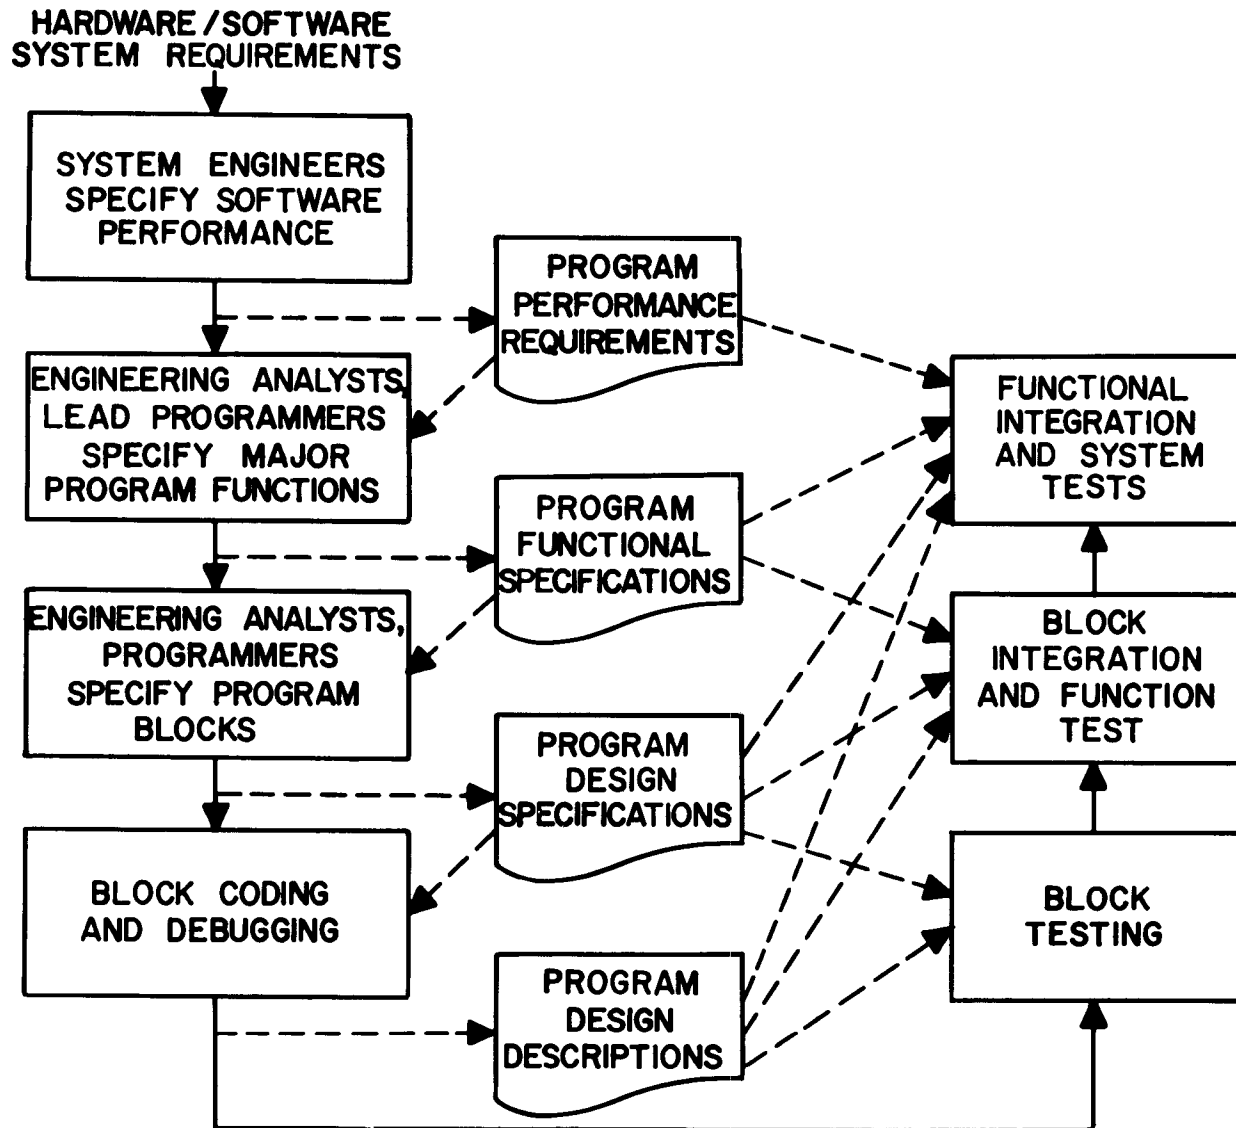 HARDWARE/SOFTWARE
SYSTEM REQUIREMENTS
SYSTEM ENGINEERS
SPECIFY SOFTWARE
PERFORMANCE
ENGINEERING ANALYSTS,
LEAD PROGRAMMERS
SPECIFY MAJOR
PROGRAM FUNCTIONS
ENGINEERING ANALYSTS,
PROGRAMMERS
SPECIFY PROGRAM
BLOCKS
BLOCK CODING
AND DEBUGGING
PROGRAM
PERFORMANCE
REQUIREMENTS
PROGRAM
FUNCTIONAL
SPECIFICATIONS
PROGRAM
DESIGN
SPECIFICATIONS
PROGRAM
DESIGN
DESCRIPTIONS
FUNCTIONAL
INTEGRATION
AND SYSTEM
TESTS
BLOCK
INTEGRATION
AND FUNCTION
TEST
BLOCK
TESTING